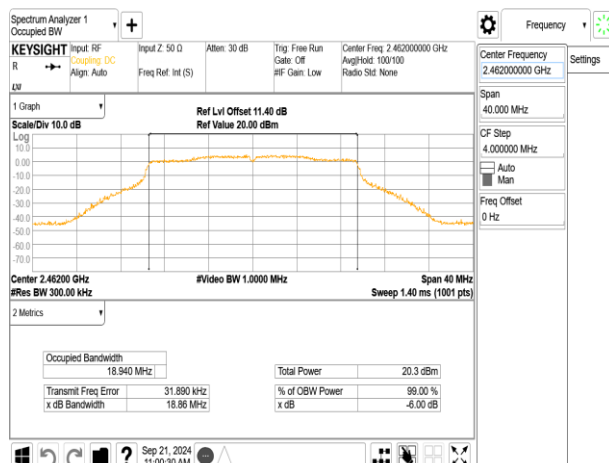 Spectrum Analyzer 1
Occupied BW
+
Frequency
KEYSIGHT
Input: RF
Coupling: DC
Align: Auto
Input Z: 50 Ω
Freq Ref: Int (S)
Atten: 30 dB
Trig: Free Run
Gate: Off
#IF Gain: Low
Center Freq: 2.462000000 GHz
Avg|Hold: 100/100
Radio Std: None
R
LXI
Center Frequency
2.462000000 GHz
Settings
Span
40.000 MHz
CF Step
4.000000 MHz
Auto
Man
Freq Offset
0 Hz
1 Graph
Scale/Div 10.0 dB
Ref Lvl Offset 11.40 dB
Ref Value 20.00 dBm
Log
10.0
0.00
-10.0
-20.0
-30.0
-40.0
-50.0
-60.0
-70.0
Center 2.46200 GHz
#Res BW 300.00 kHz
#Video BW 1.0000 MHz
Span 40 MHz
Sweep 1.40 ms (1001 pts)
2 Metrics
Occupied Bandwidth
18.940 MHz
Total Power 20.3 dBm
Transmit Freq Error 31.890 kHz
% of OBW Power 99.00 %
x dB Bandwidth 18.86 MHz
x dB -6.00 dB
?
Sep 21, 2024
11:00:30 AM